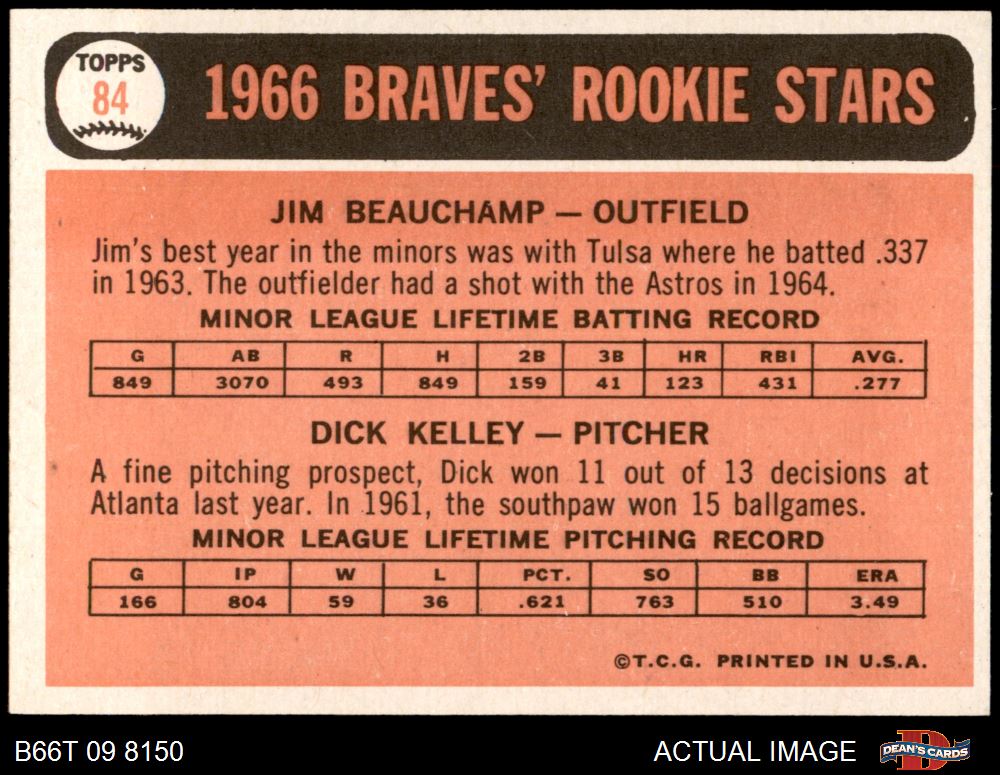 TOPPS
84
1966 BRAVES' ROOKIE STARS
JIM BEAUCHAMP — OUTFIELD
Jim's best year in the minors was with Tulsa where he batted .337
in 1963. The outfielder had a shot with the Astros in 1964.
MINOR LEAGUE LIFETIME BATTING RECORD
G AB R H 2B 3B HR RBI AVG.
849 3070 493 849 159 41 123 431 .277
DICK KELLEY — PITCHER
A fine pitching prospect, Dick won 11 out of 13 decisions at
Atlanta last year. In 1961, the southpaw won 15 ballgames.
MINOR LEAGUE LIFETIME PITCHING RECORD
G IP W L PCT. SO BB ERA
166 804 59 36 .621 763 510 3.49
©T.C.G. PRINTED IN U.S.A.
B66T 09 8150 ACTUAL IMAGE DEAN'S CARDS